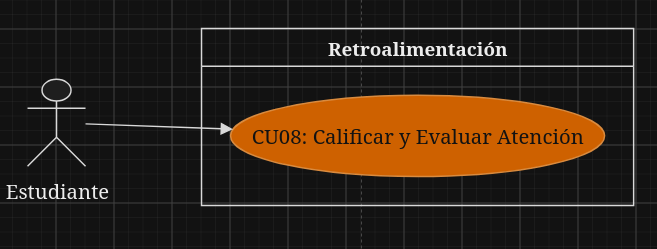 Retroalimentación
CU08: Calificar y Evaluar Atención
Estudiante